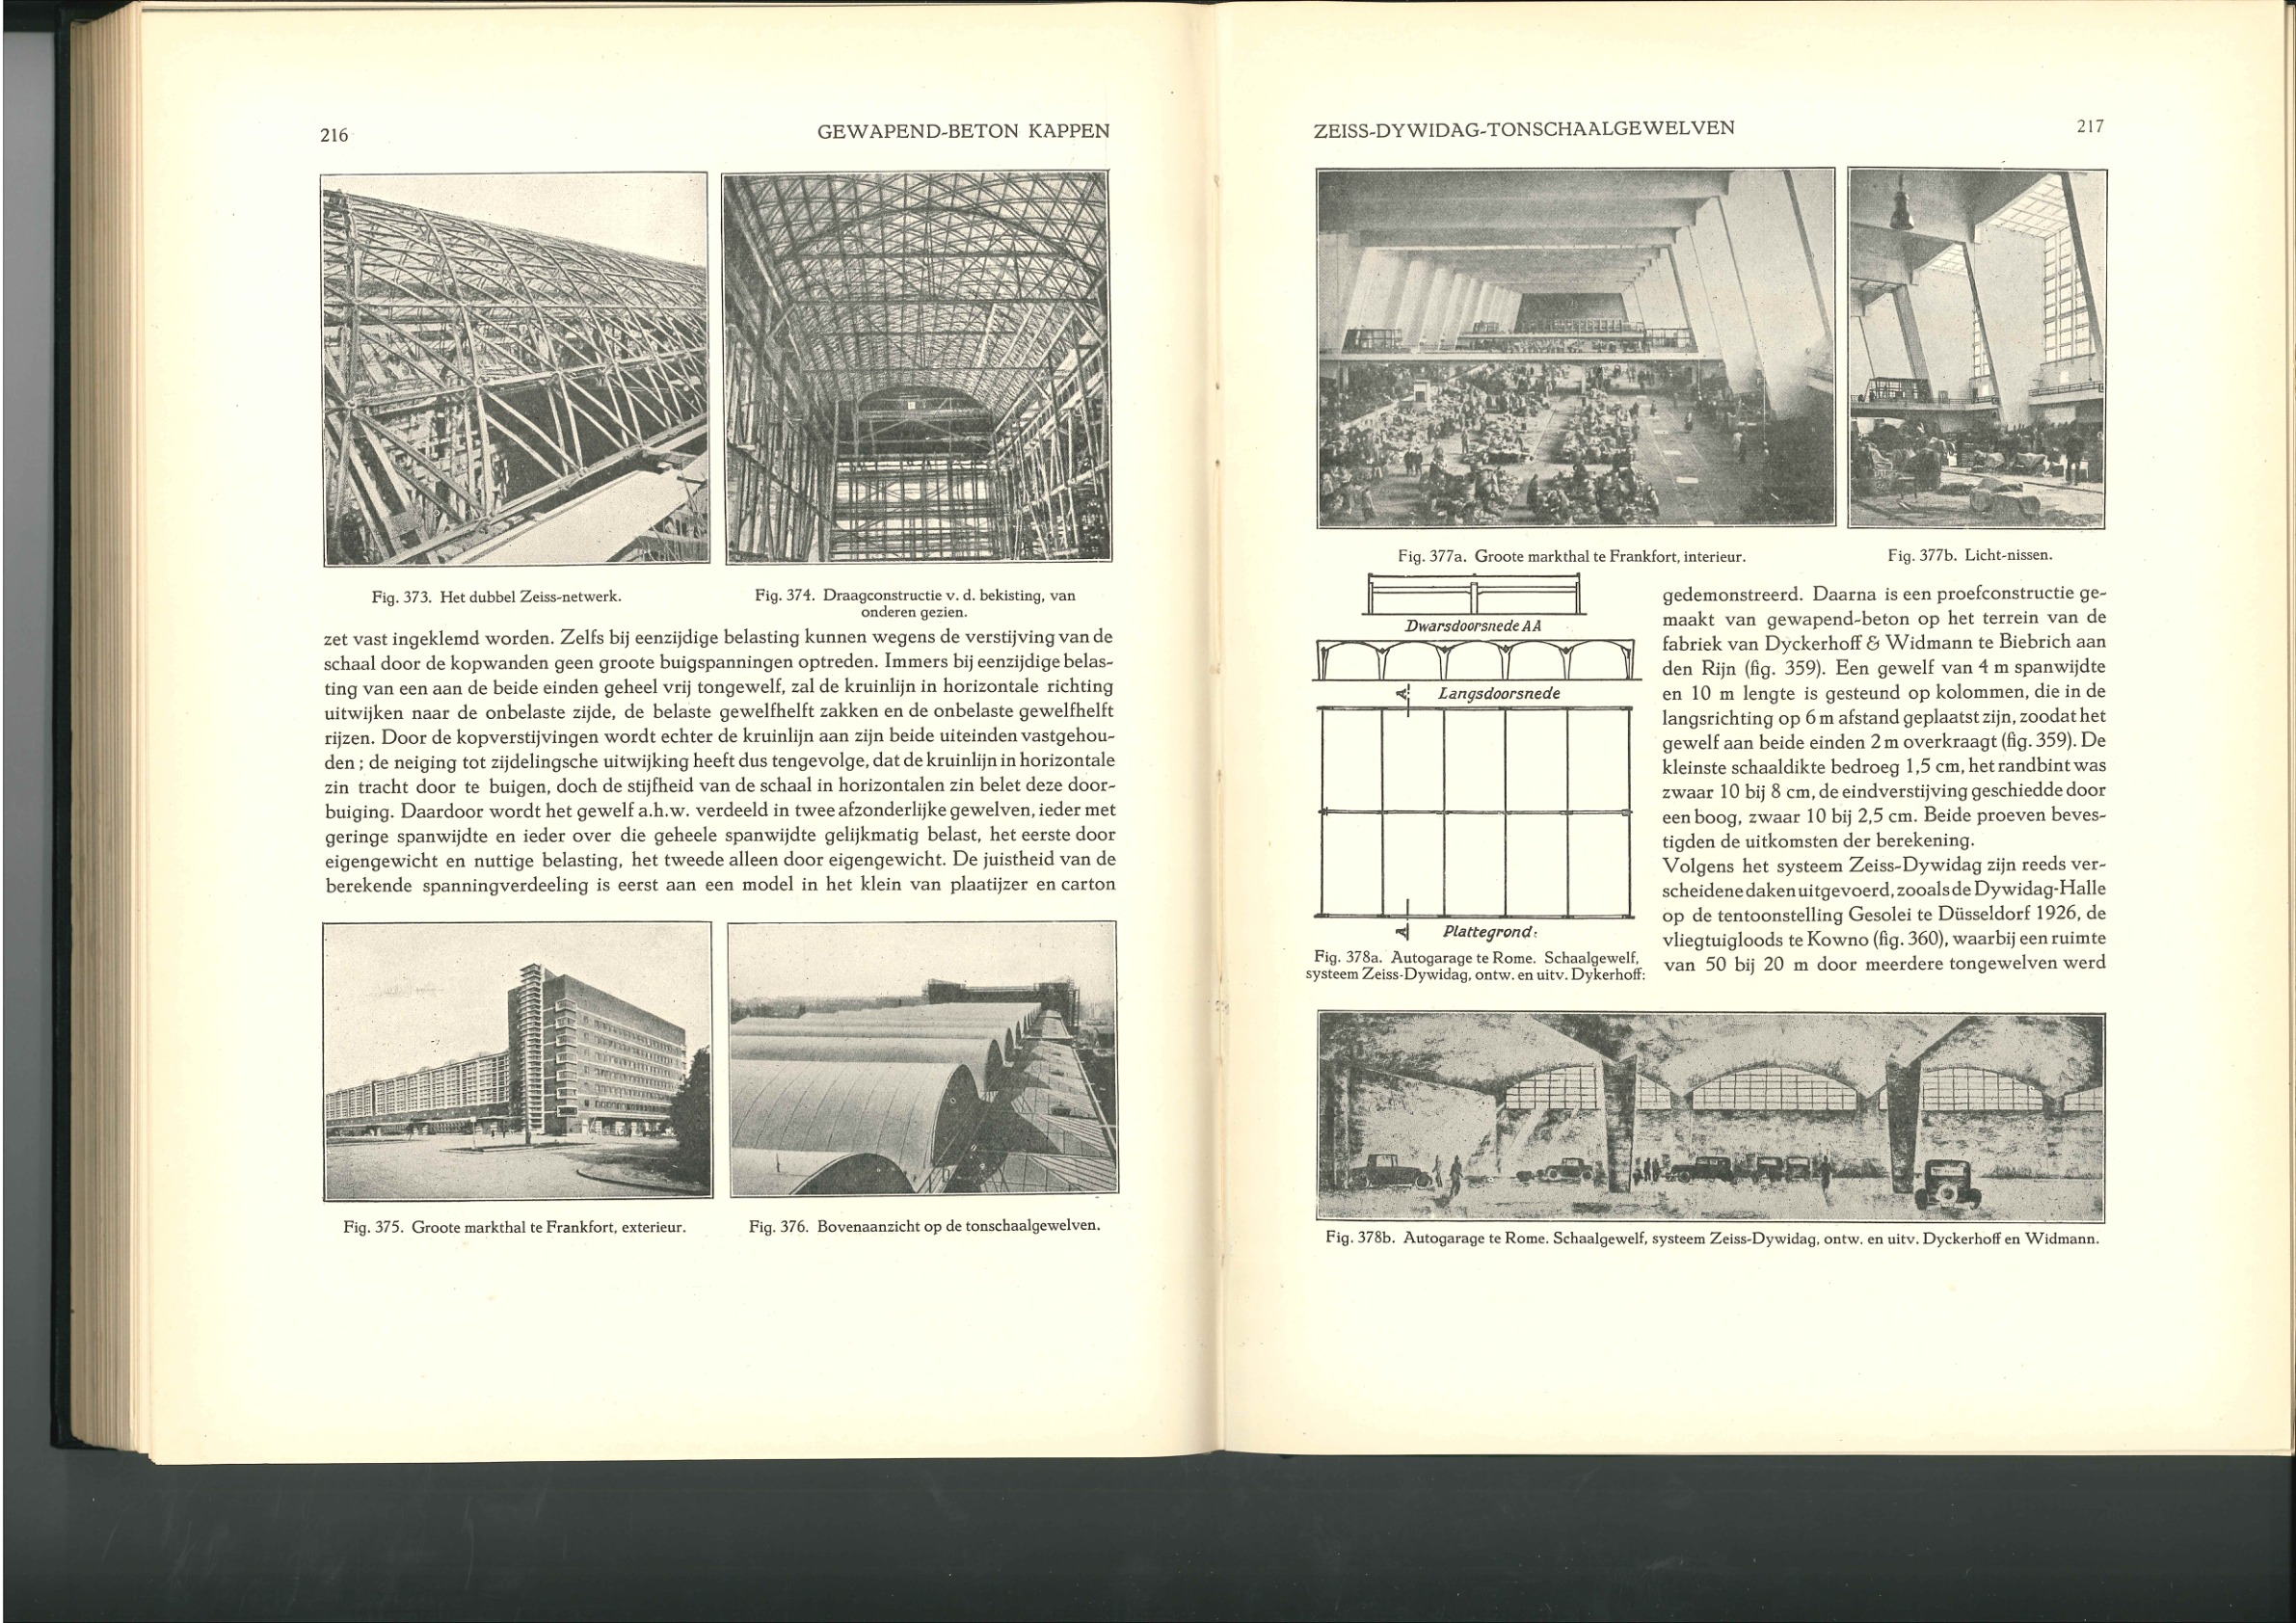 216
GEWAPEND-BETON KAPPEN
Fig. 373. Het dubbel Zeiss-netwerk.
Fig. 374. Draagconstructie v. d. bekisting, van
onderen gezien.
zet vast ingeklemd worden. Zelfs bij eenzijdige belasting kunnen wegens de verstijving van de
schaal door de kopwanden geen groote buigspanningen optreden. Immers bij eenzijdige belas-
ting van een aan de beide einden geheel vrij tongewelf, zal de kruinlijn in horizontale richting
uitwijken naar de onbelaste zijde, de belaste gewelfhelft zakken en de onbelaste gewelfhelft
rijzen. Door de kopverstijvingen wordt echter de kruinlijn aan zijn beide uiteinden vastgehou-
den ; de neiging tot zijdelingsche uitwijking heeft dus tengevolge, dat de kruinlijn in horizontale
zin tracht door te buigen, doch de stijfheid van de schaal in horizontalen zin belet deze door-
buiging. Daardoor wordt het gewelf a.h.w. verdeeld in twee afzonderlijke gewelven, ieder met
geringe spanwijdte en ieder over die geheele spanwijdte gelijkmatig belast, het eerste door
eigengewicht en nuttige belasting, het tweede alleen door eigengewicht. De juistheid van de
berekende spanningverdeeling is eerst aan een model in het klein van plaatijzer en carton
Fig. 375. Groote markthal te Frankfort, exterieur.
Fig. 376. Bovenaanzicht op de tonschaalgewelven.
ZEISS-DYWIDAG-TONSCHAALGEWELVEN
217
Fig. 377a. Groote markthal te Frankfort, interieur.
Fig. 377b. Licht-nissen.
Dwarsdoorsnede AA
Langsdoorsnede
A
A
Plattegrond:
Fig. 378a. Autogarage te Rome. Schaalgewelf,
systeem Zeiss-Dywidag, ontw. en uitv. Dykerhoff:
gedemonstreerd. Daarna is een proefconstructie ge-
maakt van gewapend-beton op het terrein van de
fabriek van Dyckerhoff & Widmann te Biebrich aan
den Rijn (fig. 359). Een gewelf van 4 m spanwijdte
en 10 m lengte is gesteund op kolommen, die in de
langsrichting op 6 m afstand geplaatst zijn, zoodat het
gewelf aan beide einden 2 m overkraagt (fig. 359). De
kleinste schaaldikte bedroeg 1,5 cm, het randbint was
zwaar 10 bij 8 cm, de eindverstijving geschiedde door
een boog, zwaar 10 bij 2,5 cm. Beide proeven beves-
tigden de uitkomsten der berekening.
Volgens het systeem Zeiss-Dywidag zijn reeds ver-
scheidene daken uitgevoerd, zooals de Dywidag-Halle
op de tentoonstelling Gesolei te Düsseldorf 1926, de
vliegtuigloods te Kowno (fig. 360), waarbij een ruimte
van 50 bij 20 m door meerdere tongewelven werd
Fig. 378b. Autogarage te Rome. Schaalgewelf, systeem Zeiss-Dywidag, ontw. en uitv. Dyckerhoff en Widmann.